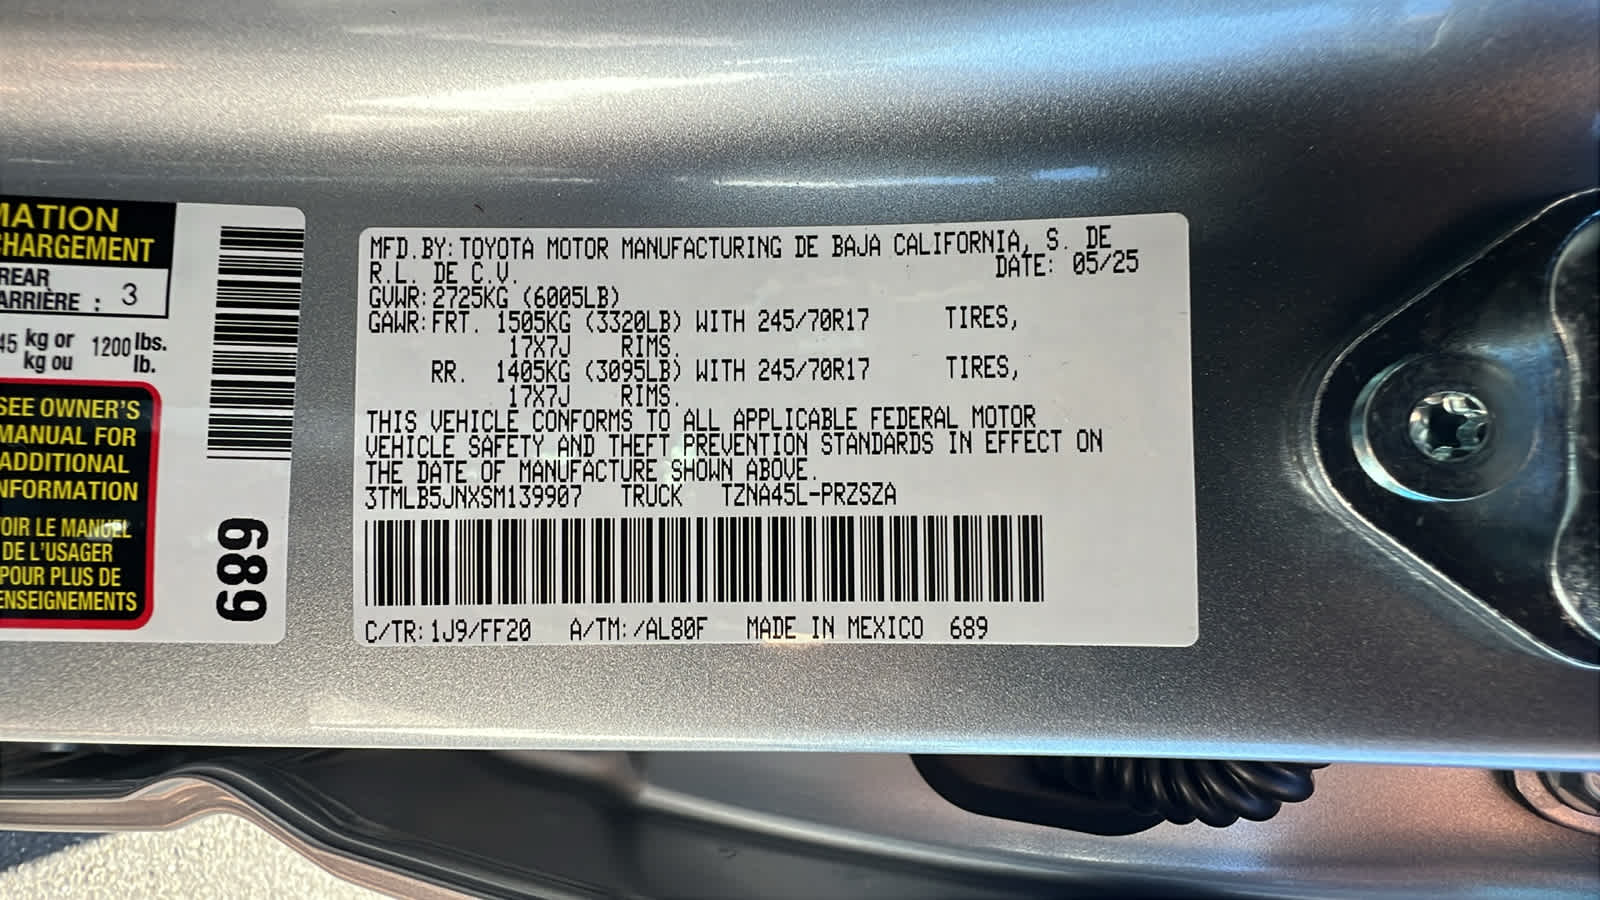 MATION
CHARGEMENT
REAR
ARRIÈRE : 3
45 kg or 1200 lbs.
kg ou lb.
SEE OWNER'S
MANUAL FOR
ADDITIONAL
NFORMATION
OIR LE MANUEL
DE L'USAGER
POUR PLUS DE
ENSEIGNEMENTS
689
MFD.BY:TOYOTA MOTOR MANUFACTURING DE BAJA CALIFORNIA, S. DE
R.L. DE C.V. DATE: 05/25
GVWR:2725KG (6005LB)
GAWR:FRT. 1505KG (3320LB) WITH 245/70R17 TIRES,
17X7J RIMS.
RR. 1405KG (3095LB) WITH 245/70R17 TIRES,
17X7J RIMS.
THIS VEHICLE CONFORMS TO ALL APPLICABLE FEDERAL MOTOR
VEHICLE SAFETY AND THEFT PREVENTION STANDARDS IN EFFECT ON
THE DATE OF MANUFACTURE SHOWN ABOVE.
3TMLB5JNXSM139907 TRUCK TZNA45L-PRZSZA
C/TR:1J9/FF20 A/TM:/AL80F MADE IN MEXICO 689